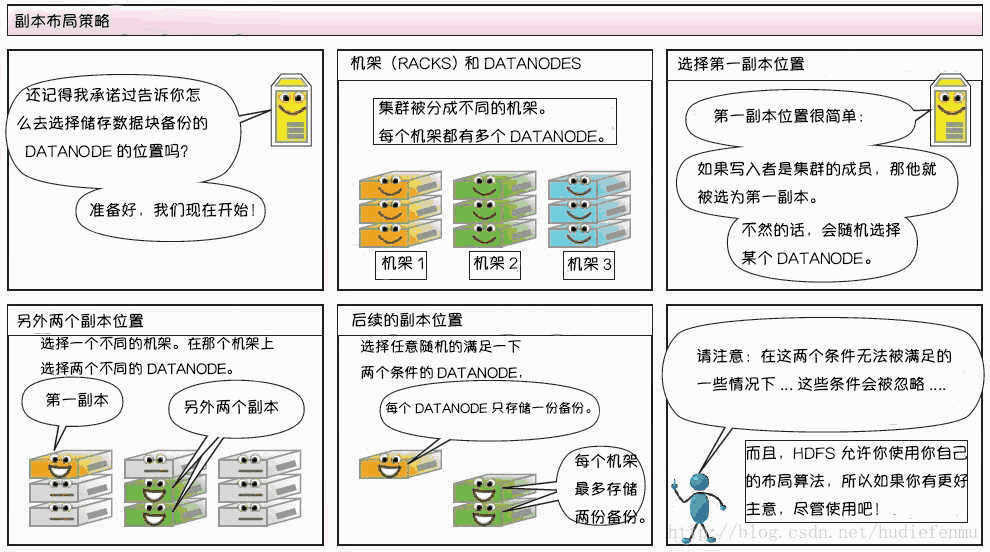 副本布局策略
还记得我承诺过告诉你怎
么去选择储存数据块备份的
DATANODE 的位置吗？
准备好，我们现在开始！
机架（RACKS）和 DATANODES
集群被分成不同的机架。
每个机架都有多个 DATANODE。
机架 1
机架 2
机架 3
选择第一副本位置
第一副本位置很简单：
如果写入者是集群的成员，那他就
被选为第一副本。
不然的话，会随机选择
某个 DATANODE。
另外两个副本位置
选择一个不同的机架。在那个机架上
选择两个不同的 DATANODE。
第一副本
另外两个副本
后续的副本位置
选择任意随机的满足一下
两个条件的 DATANODE，
每个 DATANODE 只存储一份备份。
每个机架
最多存储
两份备份。
请注意：在这两个条件无法被满足的
一些情况下 ... 这些条件会被忽略 ....
而且，HDFS 允许你使用你自己
的布局算法，所以如果你有更好
主意，尽管使用吧！
http://blog.csdn.net/hudiefenmu